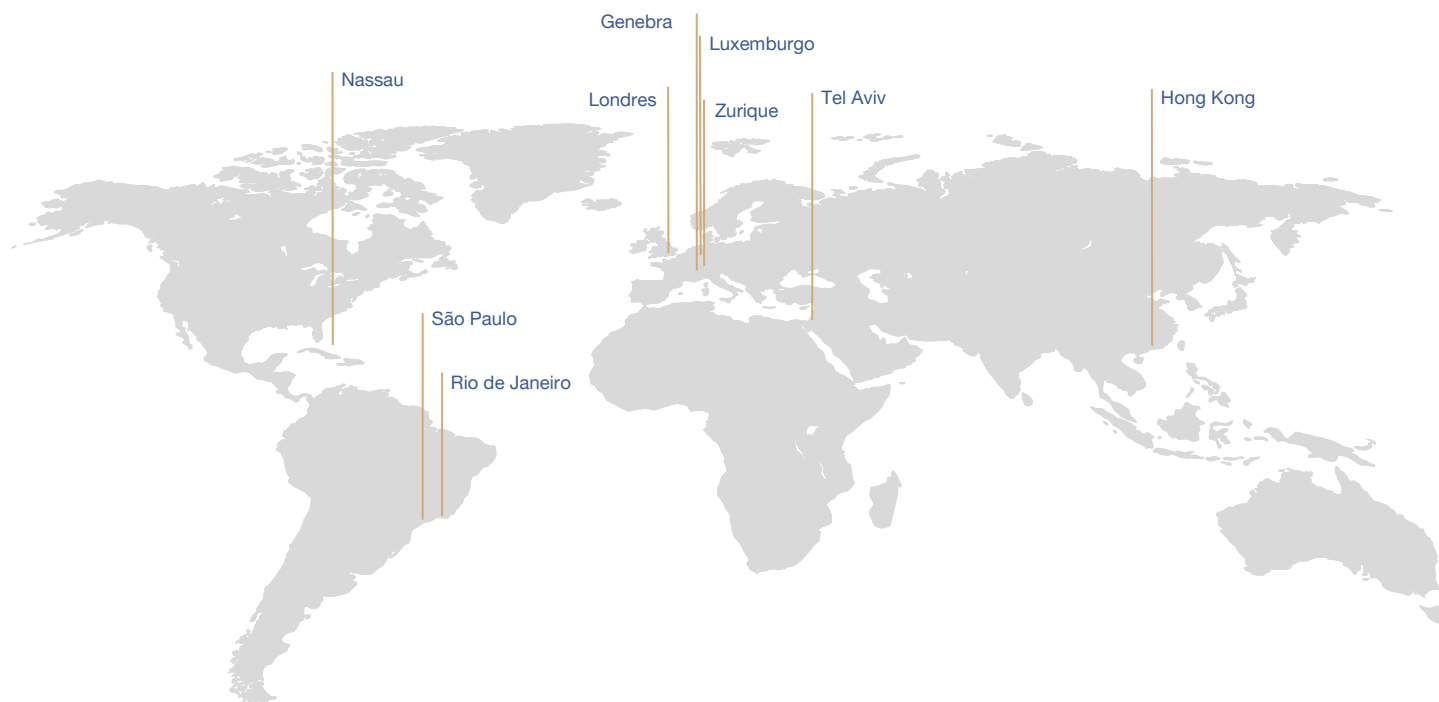 Genebra
Luxemburgo
Nassau
Londres
Zurique
Tel Aviv
Hong Kong
São Paulo
Rio de Janeiro